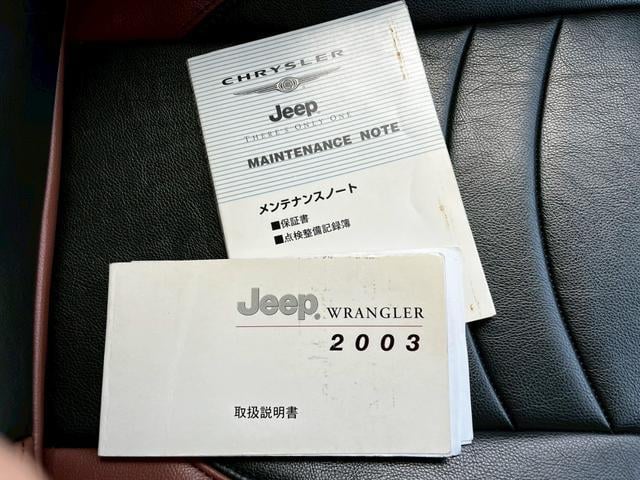 CHRYSLER
Jeep®
THERE'S ONLY ONE
MAINTENANCE NOTE
メンテナンスノート
■保証書
■点検整備記録簿
Jeep® WRANGLER
2003
取扱説明書